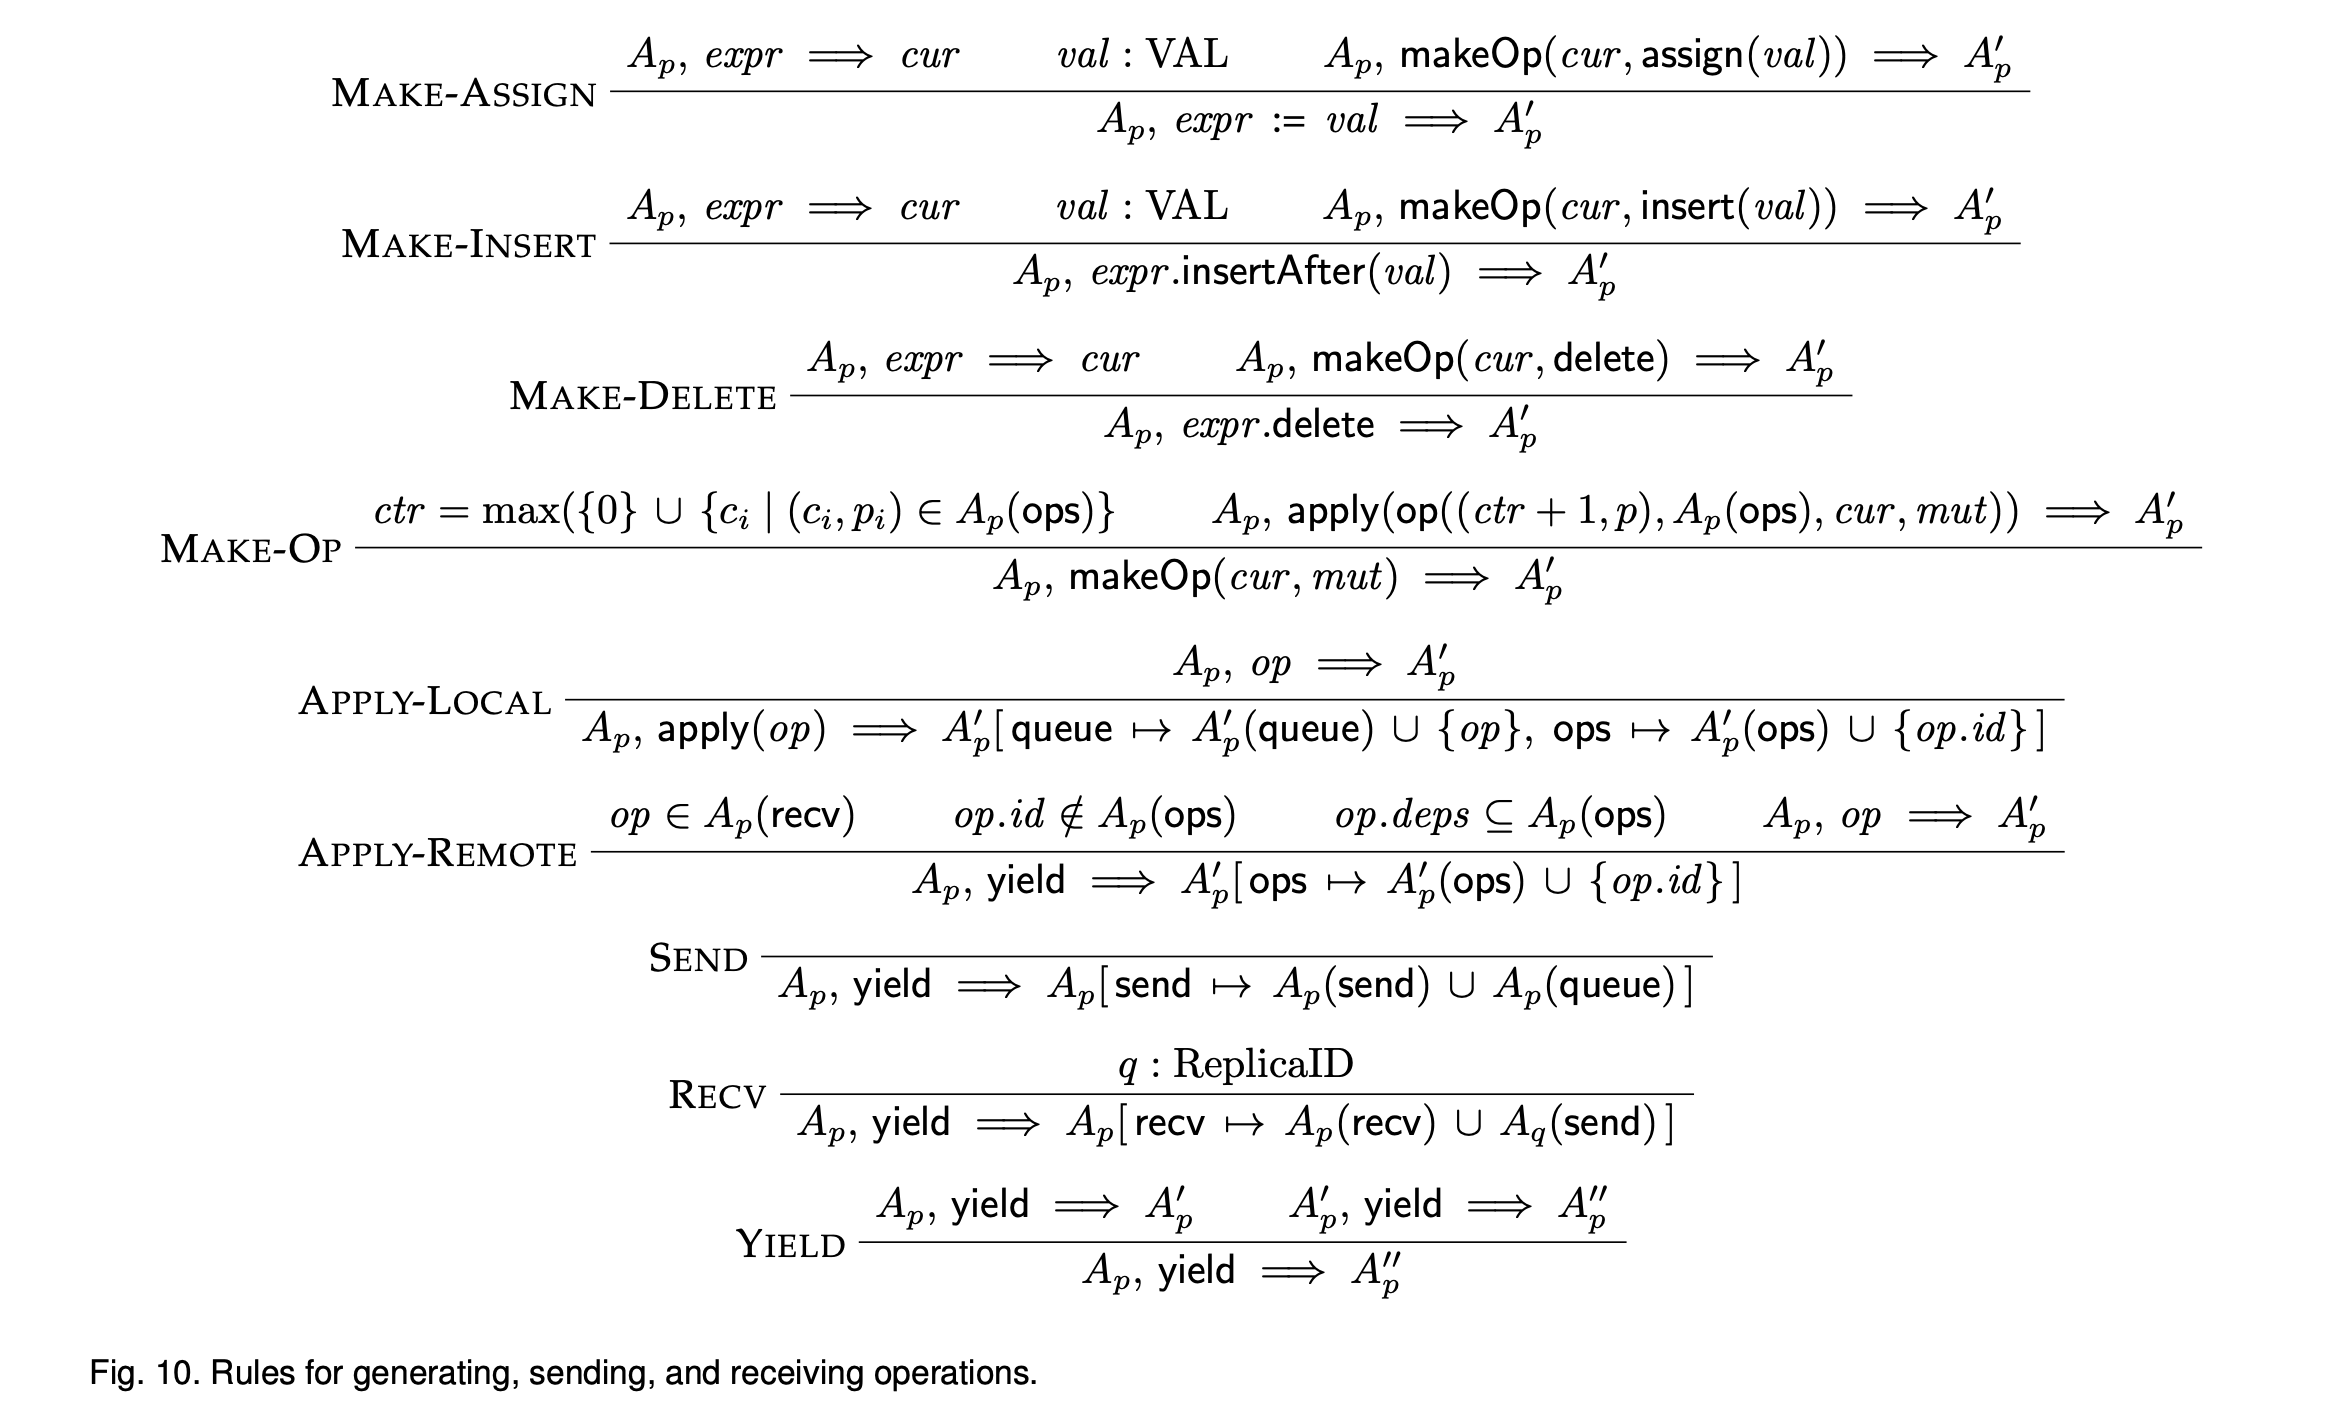 MAKE-ASSIGN
Aₚ, expr ⟹ cur val : VAL Aₚ, makeOp(cur, assign(val)) ⟹ A′ₚ
Aₚ, expr := val ⟹ A′ₚ
MAKE-INSERT
Aₚ, expr ⟹ cur val : VAL Aₚ, makeOp(cur, insert(val)) ⟹ A′ₚ
Aₚ, expr.insertAfter(val) ⟹ A′ₚ
MAKE-DELETE
Aₚ, expr ⟹ cur Aₚ, makeOp(cur, delete) ⟹ A′ₚ
Aₚ, expr.delete ⟹ A′ₚ
MAKE-OP
ctr = max({0} ∪ {cᵢ | (cᵢ, pᵢ) ∈ Aₚ(ops)} Aₚ, apply(op((ctr + 1, p), Aₚ(ops), cur, mut)) ⟹ A′ₚ
Aₚ, makeOp(cur, mut) ⟹ A′ₚ
APPLY-LOCAL
Aₚ, op ⟹ A′ₚ
Aₚ, apply(op) ⟹ A′ₚ[ queue ↦ A′ₚ(queue) ∪ {op}, ops ↦ A′ₚ(ops) ∪ {op.id} ]
APPLY-REMOTE
op ∈ Aₚ(recv) op.id ∉ Aₚ(ops) op.deps ⊆ Aₚ(ops) Aₚ, op ⟹ A′ₚ
Aₚ, yield ⟹ A′ₚ[ ops ↦ A′ₚ(ops) ∪ {op.id} ]
SEND
Aₚ, yield ⟹ Aₚ[ send ↦ Aₚ(send) ∪ Aₚ(queue) ]
RECV
q : ReplicaID
Aₚ, yield ⟹ Aₚ[ recv ↦ Aₚ(recv) ∪ A_q(send) ]
YIELD
Aₚ, yield ⟹ A′ₚ A′ₚ, yield ⟹ A″ₚ
Aₚ, yield ⟹ A″ₚ
Fig. 10. Rules for generating, sending, and receiving operations.